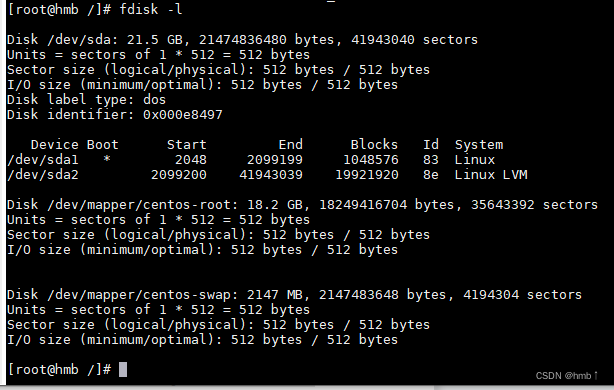 [root@hmb /]# fdisk -l
Disk /dev/sda: 21.5 GB, 21474836480 bytes, 41943040 sectors
Units = sectors of 1 * 512 = 512 bytes
Sector size (logical/physical): 512 bytes / 512 bytes
I/O size (minimum/optimal): 512 bytes / 512 bytes
Disk label type: dos
Disk identifier: 0x000e8497
Device Boot Start End Blocks Id System
/dev/sda1 * 2048 2099199 1048576 83 Linux
/dev/sda2 2099200 41943039 19921920 8e Linux LVM
Disk /dev/mapper/centos-root: 18.2 GB, 18249416704 bytes, 35643392 sectors
Units = sectors of 1 * 512 = 512 bytes
Sector size (logical/physical): 512 bytes / 512 bytes
I/O size (minimum/optimal): 512 bytes / 512 bytes
Disk /dev/mapper/centos-swap: 2147 MB, 2147483648 bytes, 4194304 sectors
Units = sectors of 1 * 512 = 512 bytes
Sector size (logical/physical): 512 bytes / 512 bytes
I/O size (minimum/optimal): 512 bytes / 512 bytes
[root@hmb /]#
CSDN @hmb↑